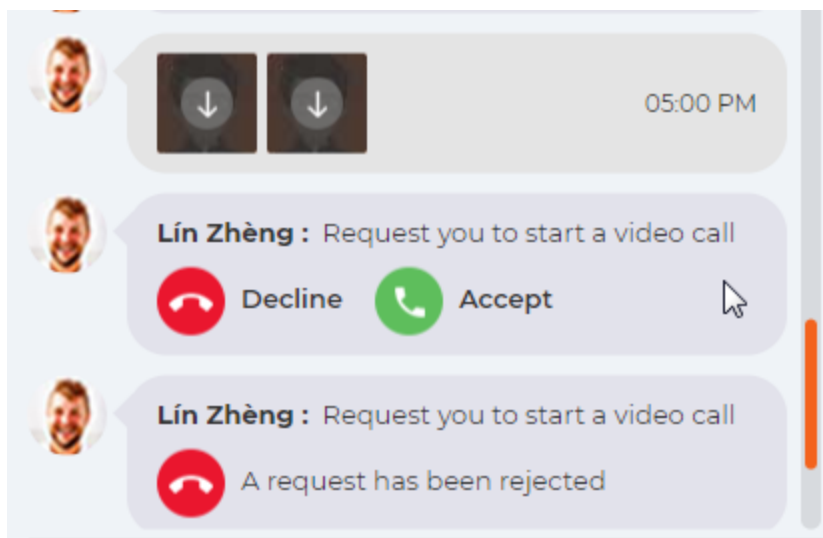 05:00 PM
Lín Zhèng : Request you to start a video call
Decline Accept
Lín Zhèng : Request you to start a video call
A request has been rejected